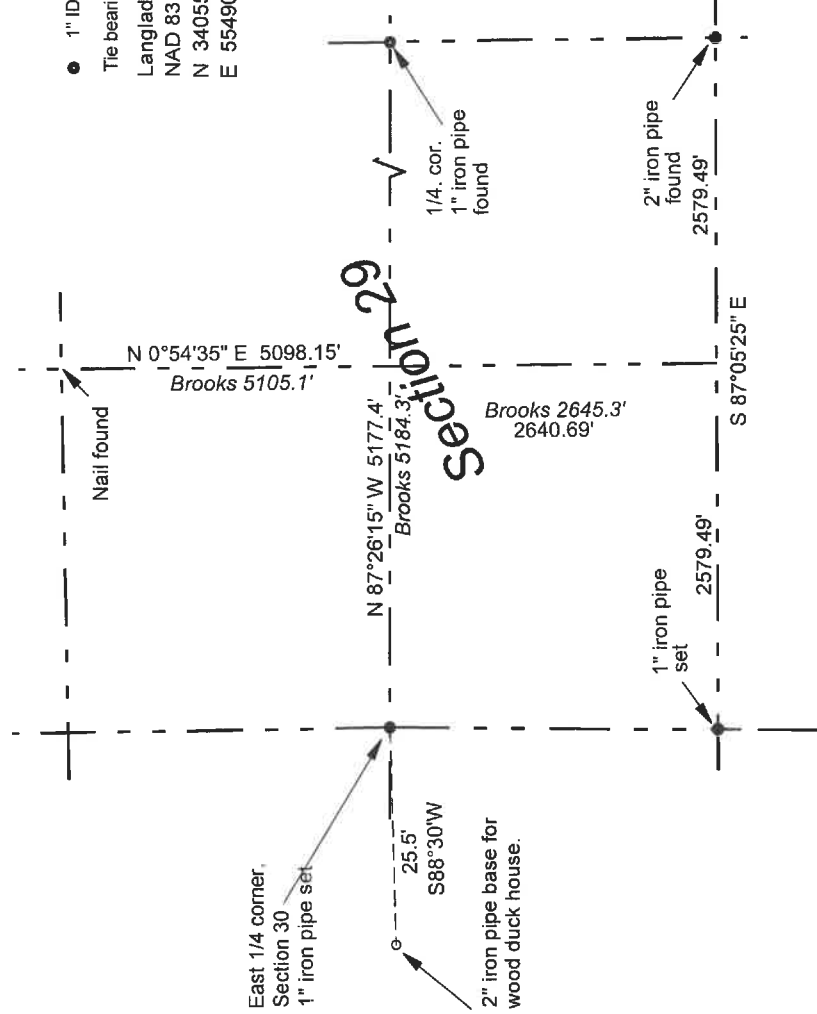 ● 1" ID
Tie beari
Langlad
NAD 83
N 34055
E 55490
Nail found
N 0°54'35" E 5098.15'
Brooks 5105.1'
1/4. cor.
1" iron pipe
found
Section 29
N 87°26'15" W 5177.4'
Brooks 5184.3'
Brooks 2645.3'
2640.69'
2" iron pipe
found
2579.49'
East 1/4 corner,
Section 30
1" iron pipe set
25.5'
S88°30'W
2" iron pipe base for
wood duck house.
1" iron pipe
set
2579.49'
S 87°05'25" E